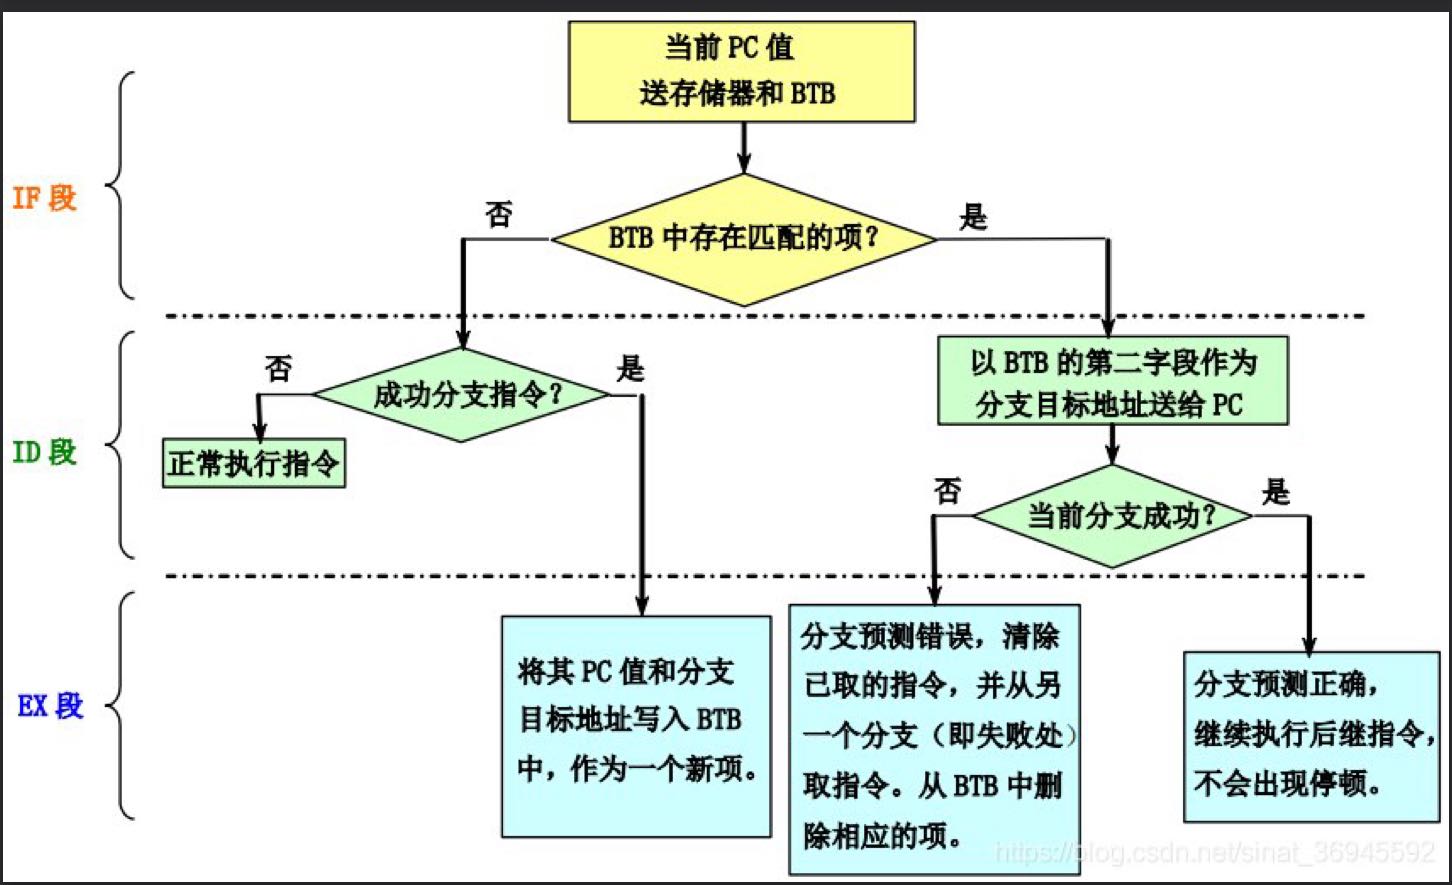 当前 PC 值
送存储器和 BTB
IF 段
否
BTB 中存在匹配的项？
是
否
成功分支指令？
是
以 BTB 的第二字段作为
分支目标地址送给 PC
正常执行指令
ID 段
否
当前分支成功？
是
EX 段
将其 PC 值和分支
目标地址写入 BTB
中，作为一个新项。
分支预测错误，清除
已取的指令，并从另
一个分支（即失败处）
取指令。从 BTB 中删
除相应的项。
分支预测正确，
继续执行后继指令，
不会出现停顿。
https://blog.csdn.net/sinat_36945592